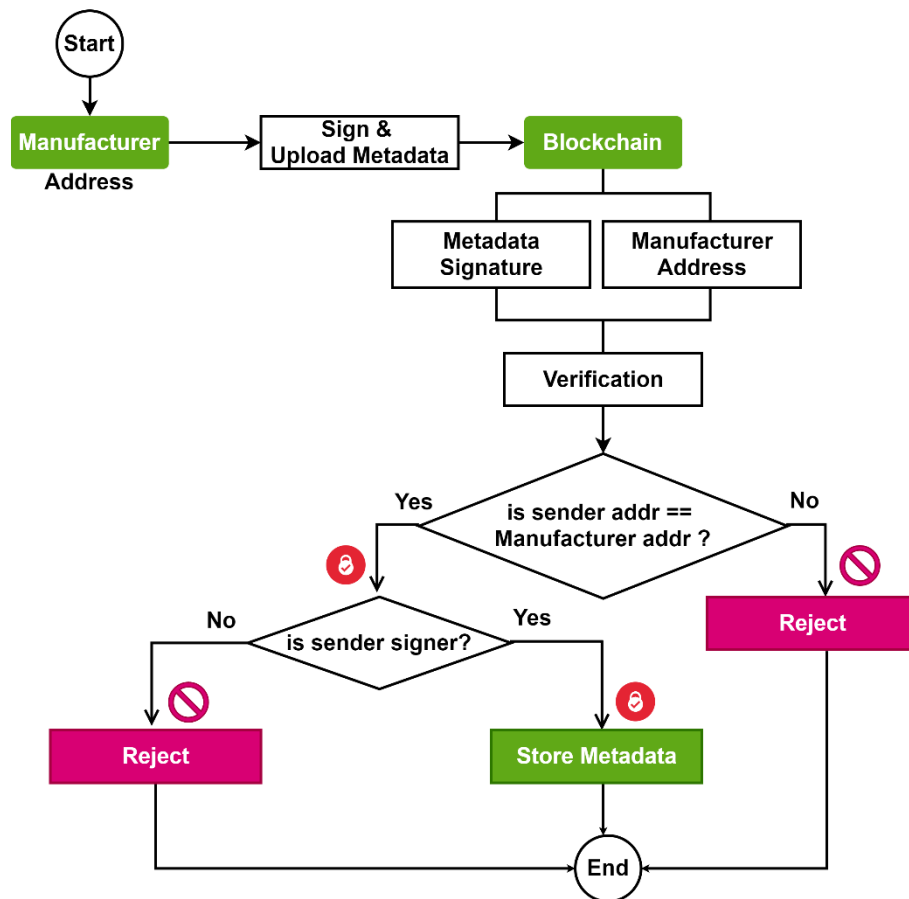 Start
Manufacturer
Address
Sign &
Upload Metadata
Blockchain
Metadata
Signature
Manufacturer
Address
Verification
is sender addr ==
Manufacturer addr ?
Yes
No
is sender signer?
No
Yes
Reject
Reject
Store Metadata
End